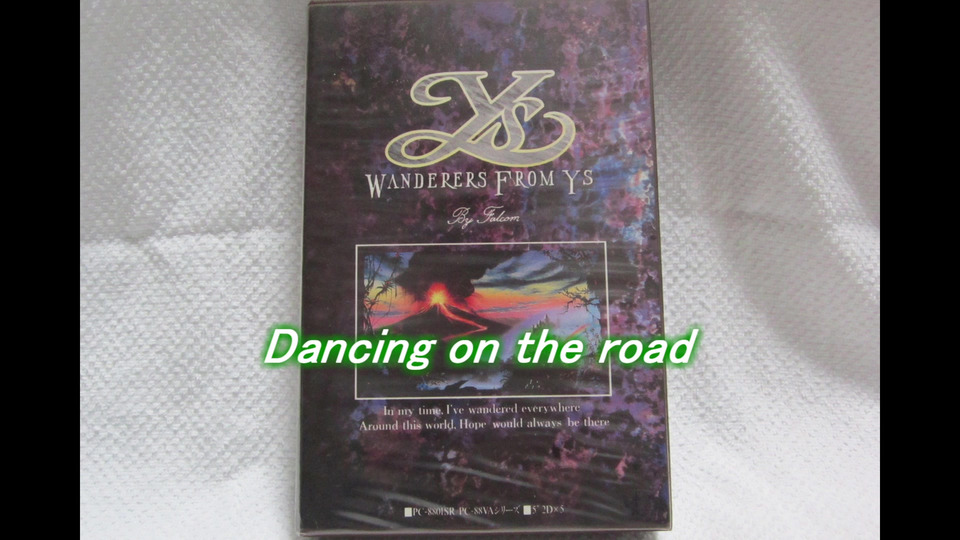 Ys
WANDERERS FROM YS
By Falcom
Dancing on the road
In my time, I've wandered everywhere
Around this world, Hope would always be there
■PC-8801SR PC-88VAシリーズ ■5"2D×5